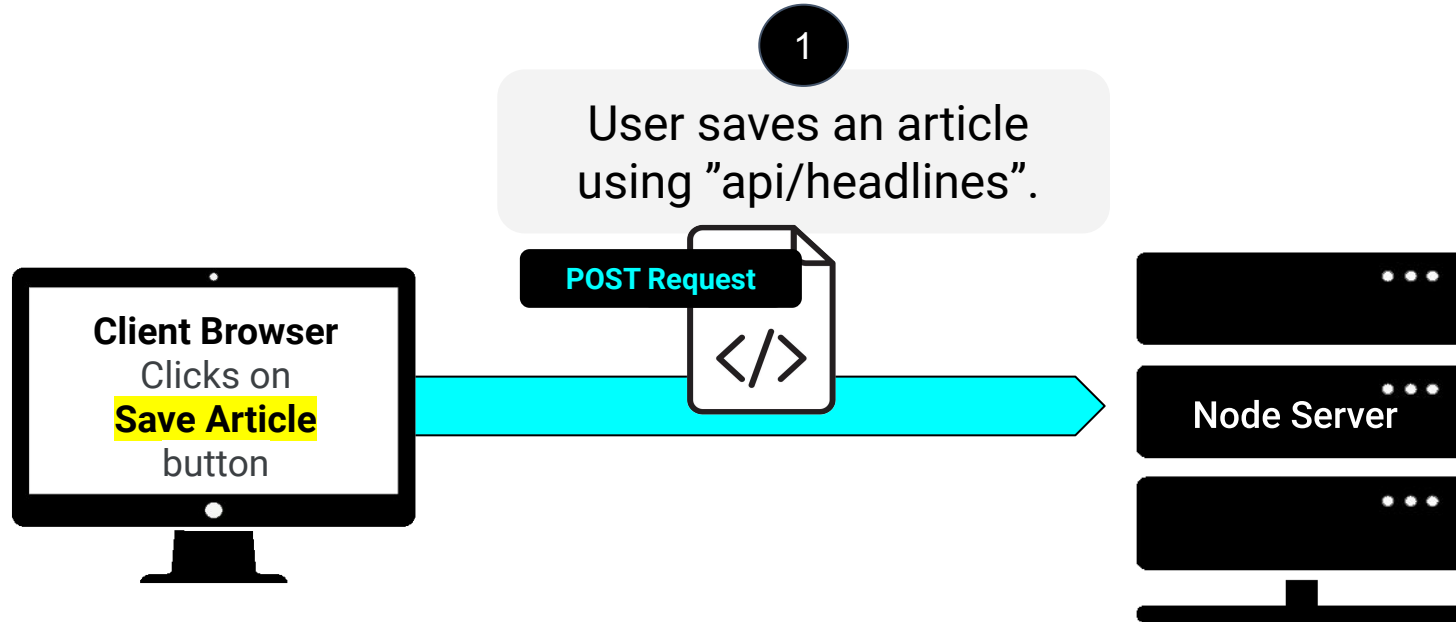 1
User saves an article
using ”api/headlines”.
POST Request
</>
Client Browser
Clicks on
Save Article
button
Node Server